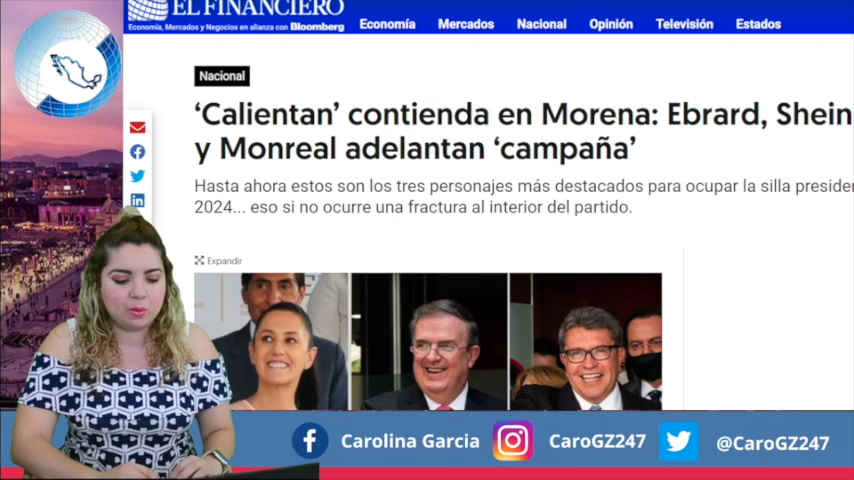 EL FINANCIERO
Economía, Mercados y Negocios en alianza con Bloomberg
Economía Mercados Nacional Opinión Televisión Estados
Nacional
‘Calientan’ contienda en Morena: Ebrard, Shein
y Monreal adelantan ‘campaña’
Hasta ahora estos son los tres personajes más destacados para ocupar la silla presiden
2024... eso si no ocurre una fractura al interior del partido.
Expandir
Carolina Garcia CaroGZ247 @CaroGZ247